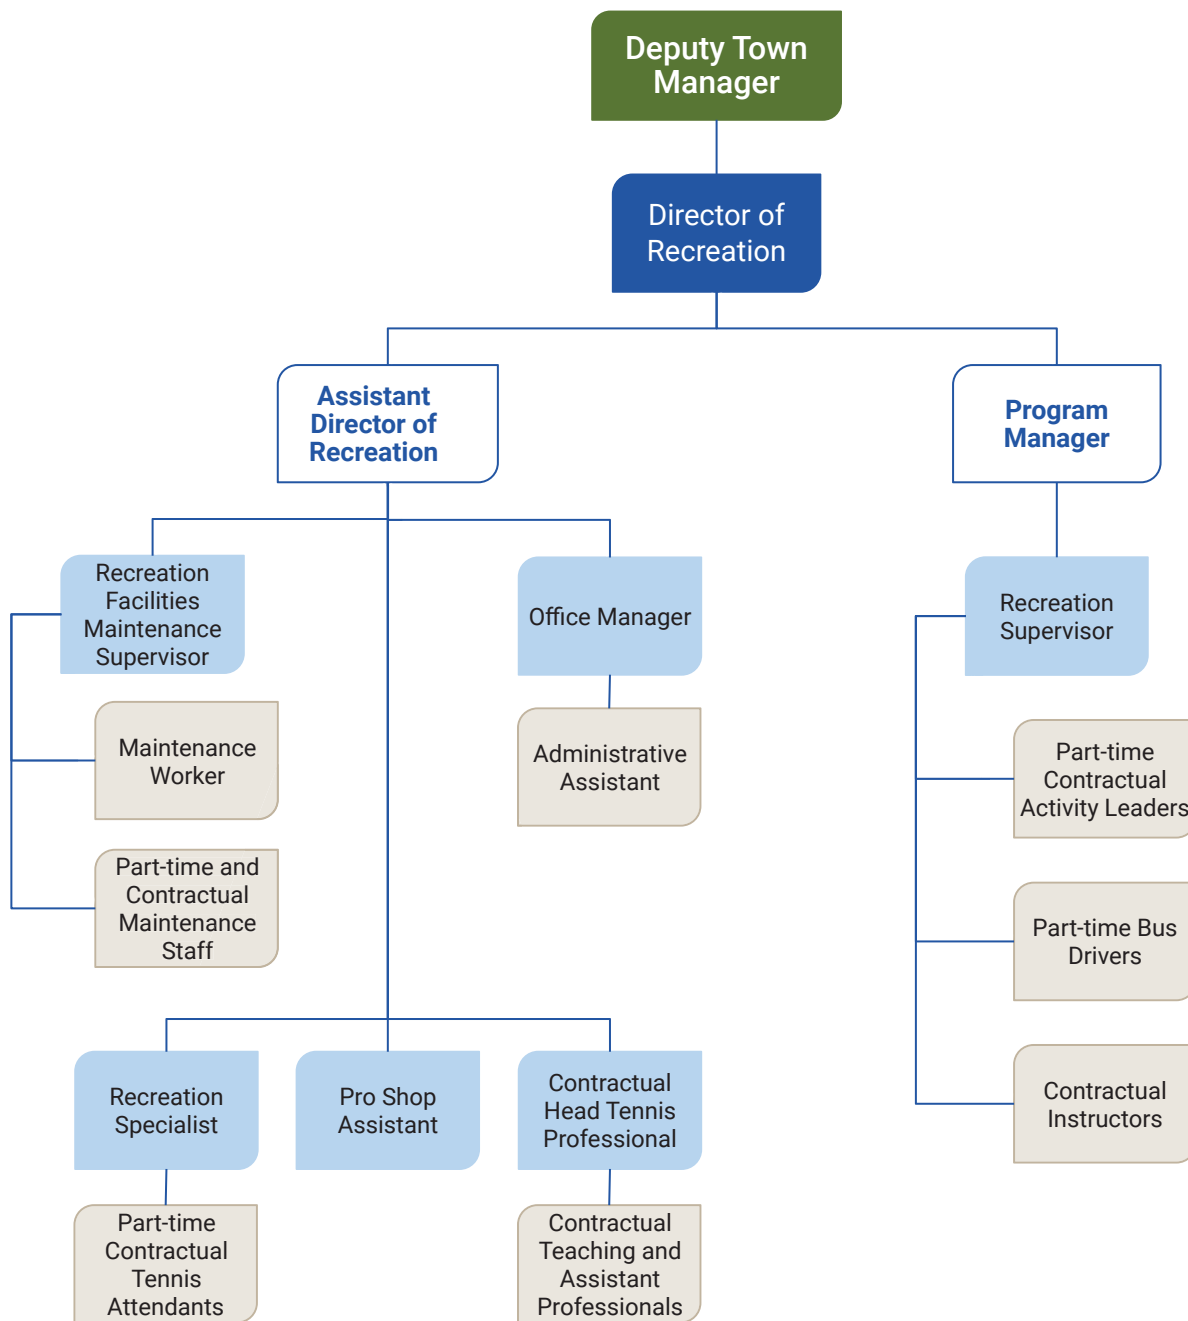 Deputy Town
Manager
Director of
Recreation
Assistant
Director of
Recreation
Program
Manager
Recreation
Facilities
Maintenance
Supervisor
Office Manager
Recreation
Supervisor
Maintenance
Worker
Administrative
Assistant
Part-time
Contractual
Activity Leaders
Part-time and
Contractual
Maintenance
Staff
Part-time Bus
Drivers
Recreation
Specialist
Pro Shop
Assistant
Contractual
Head Tennis
Professional
Contractual
Instructors
Part-time
Contractual
Tennis
Attendants
Contractual
Teaching and
Assistant
Professionals